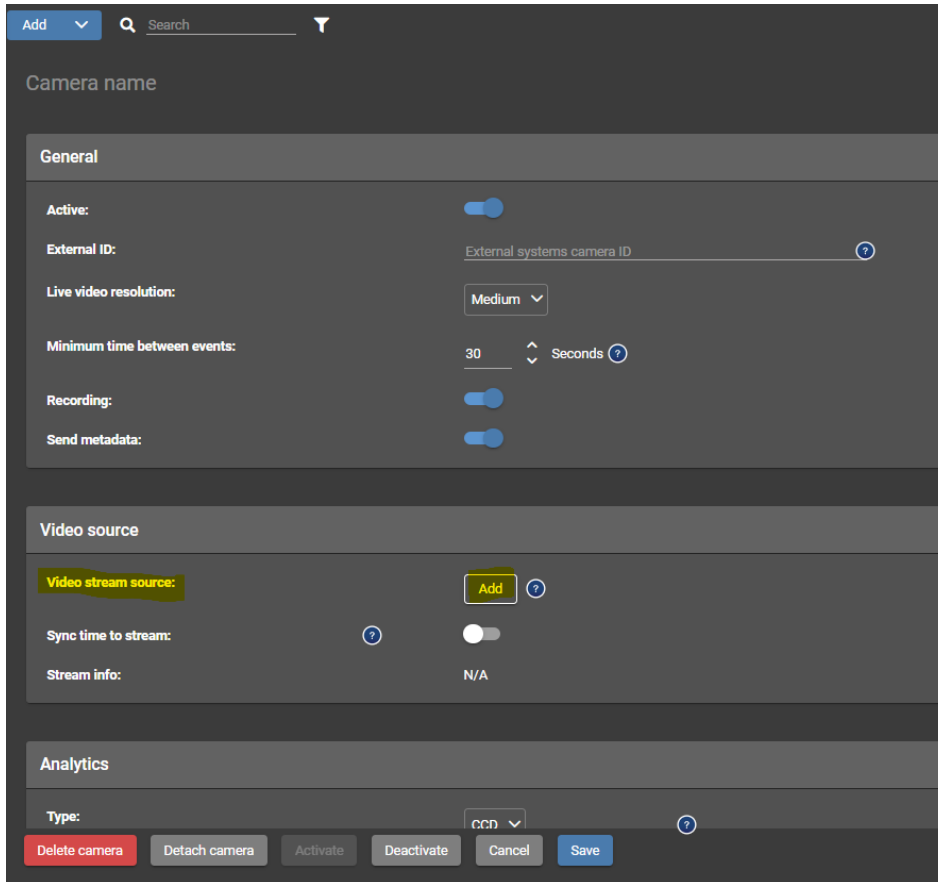 Add Search
Camera name
General
Active:
External ID: External systems camera ID ?
Live video resolution: Medium
Minimum time between events: 30 Seconds ?
Recording:
Send metadata:
Video source
Video stream source: Add ?
Sync time to stream: ?
Stream info: N/A
Analytics
Type: CCD ?
Delete camera Detach camera Activate Deactivate Cancel Save